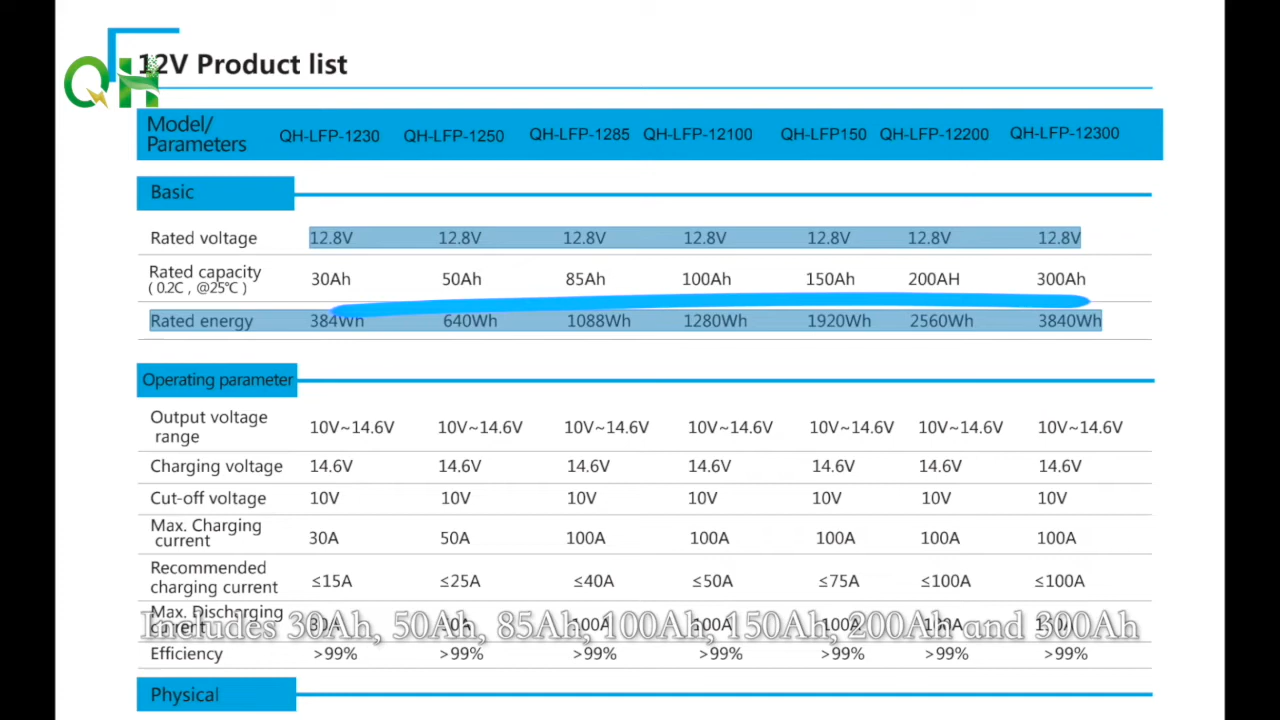 QH
12V Product list
Model/ Parameters QH-LFP-1230 QH-LFP-1250 QH-LFP-1285 QH-LFP-12100 QH-LFP150 QH-LFP-12200 QH-LFP-12300
Basic
Rated voltage 12.8V 12.8V 12.8V 12.8V 12.8V 12.8V 12.8V
Rated capacity 30Ah 50Ah 85Ah 100Ah 150Ah 200AH 300Ah
( 0.2C , @25℃ )
Rated energy 384Wh 640Wh 1088Wh 1280Wh 1920Wh 2560Wh 3840Wh
Operating parameter
Output voltage range 10V~14.6V 10V~14.6V 10V~14.6V 10V~14.6V 10V~14.6V 10V~14.6V 10V~14.6V
Charging voltage 14.6V 14.6V 14.6V 14.6V 14.6V 14.6V 14.6V
Cut-off voltage 10V 10V 10V 10V 10V 10V 10V
Max. Charging current 30A 50A 100A 100A 100A 100A 100A
Recommended charging current ≤15A ≤25A ≤40A ≤50A ≤75A ≤100A ≤100A
Max. Discharging
Includes 30Ah, 50Ah, 85Ah, 100Ah, 150Ah, 200Ah and 300Ah
Efficiency >99% >99% >99% >99% >99% >99% >99%
Physical